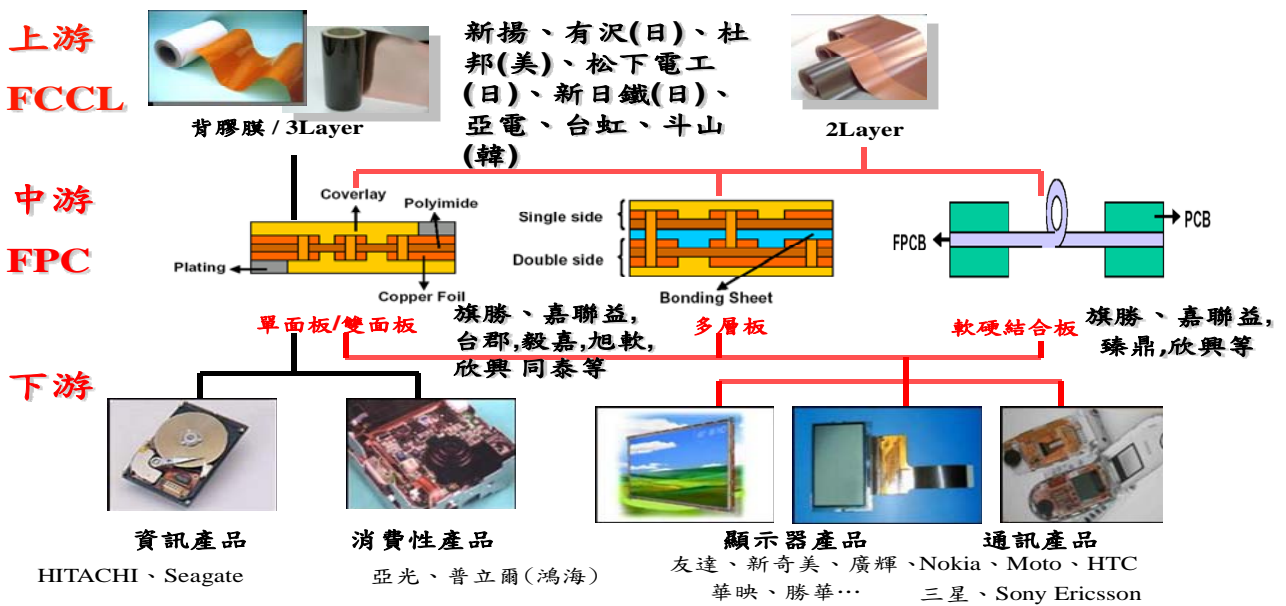 上游
FCCL
背膠膜 / 3Layer
新揚、有沢(日)、杜
邦(美)、松下電工
(日)、新日鐵(日)、
亞電、台虹、斗山
(韓)
2Layer
中游
FPC
Coverlay
Polyimide
Plating
Copper Foil
Single side
Double side
Bonding Sheet
FPCB
PCB
單面板/雙面板
旗勝、嘉聯益,
台郡,毅嘉,旭軟,
欣興 同泰等
多層板
軟硬結合板
旗勝、嘉聯益,
臻鼎,欣興等
下游
資訊產品
HITACHI、Seagate
消費性產品
亞光、普立爾(鴻海)
顯示器產品
友達、新奇美、廣輝、
華映、勝華…
通訊產品
Nokia、Moto、HTC
三星、Sony Ericsson